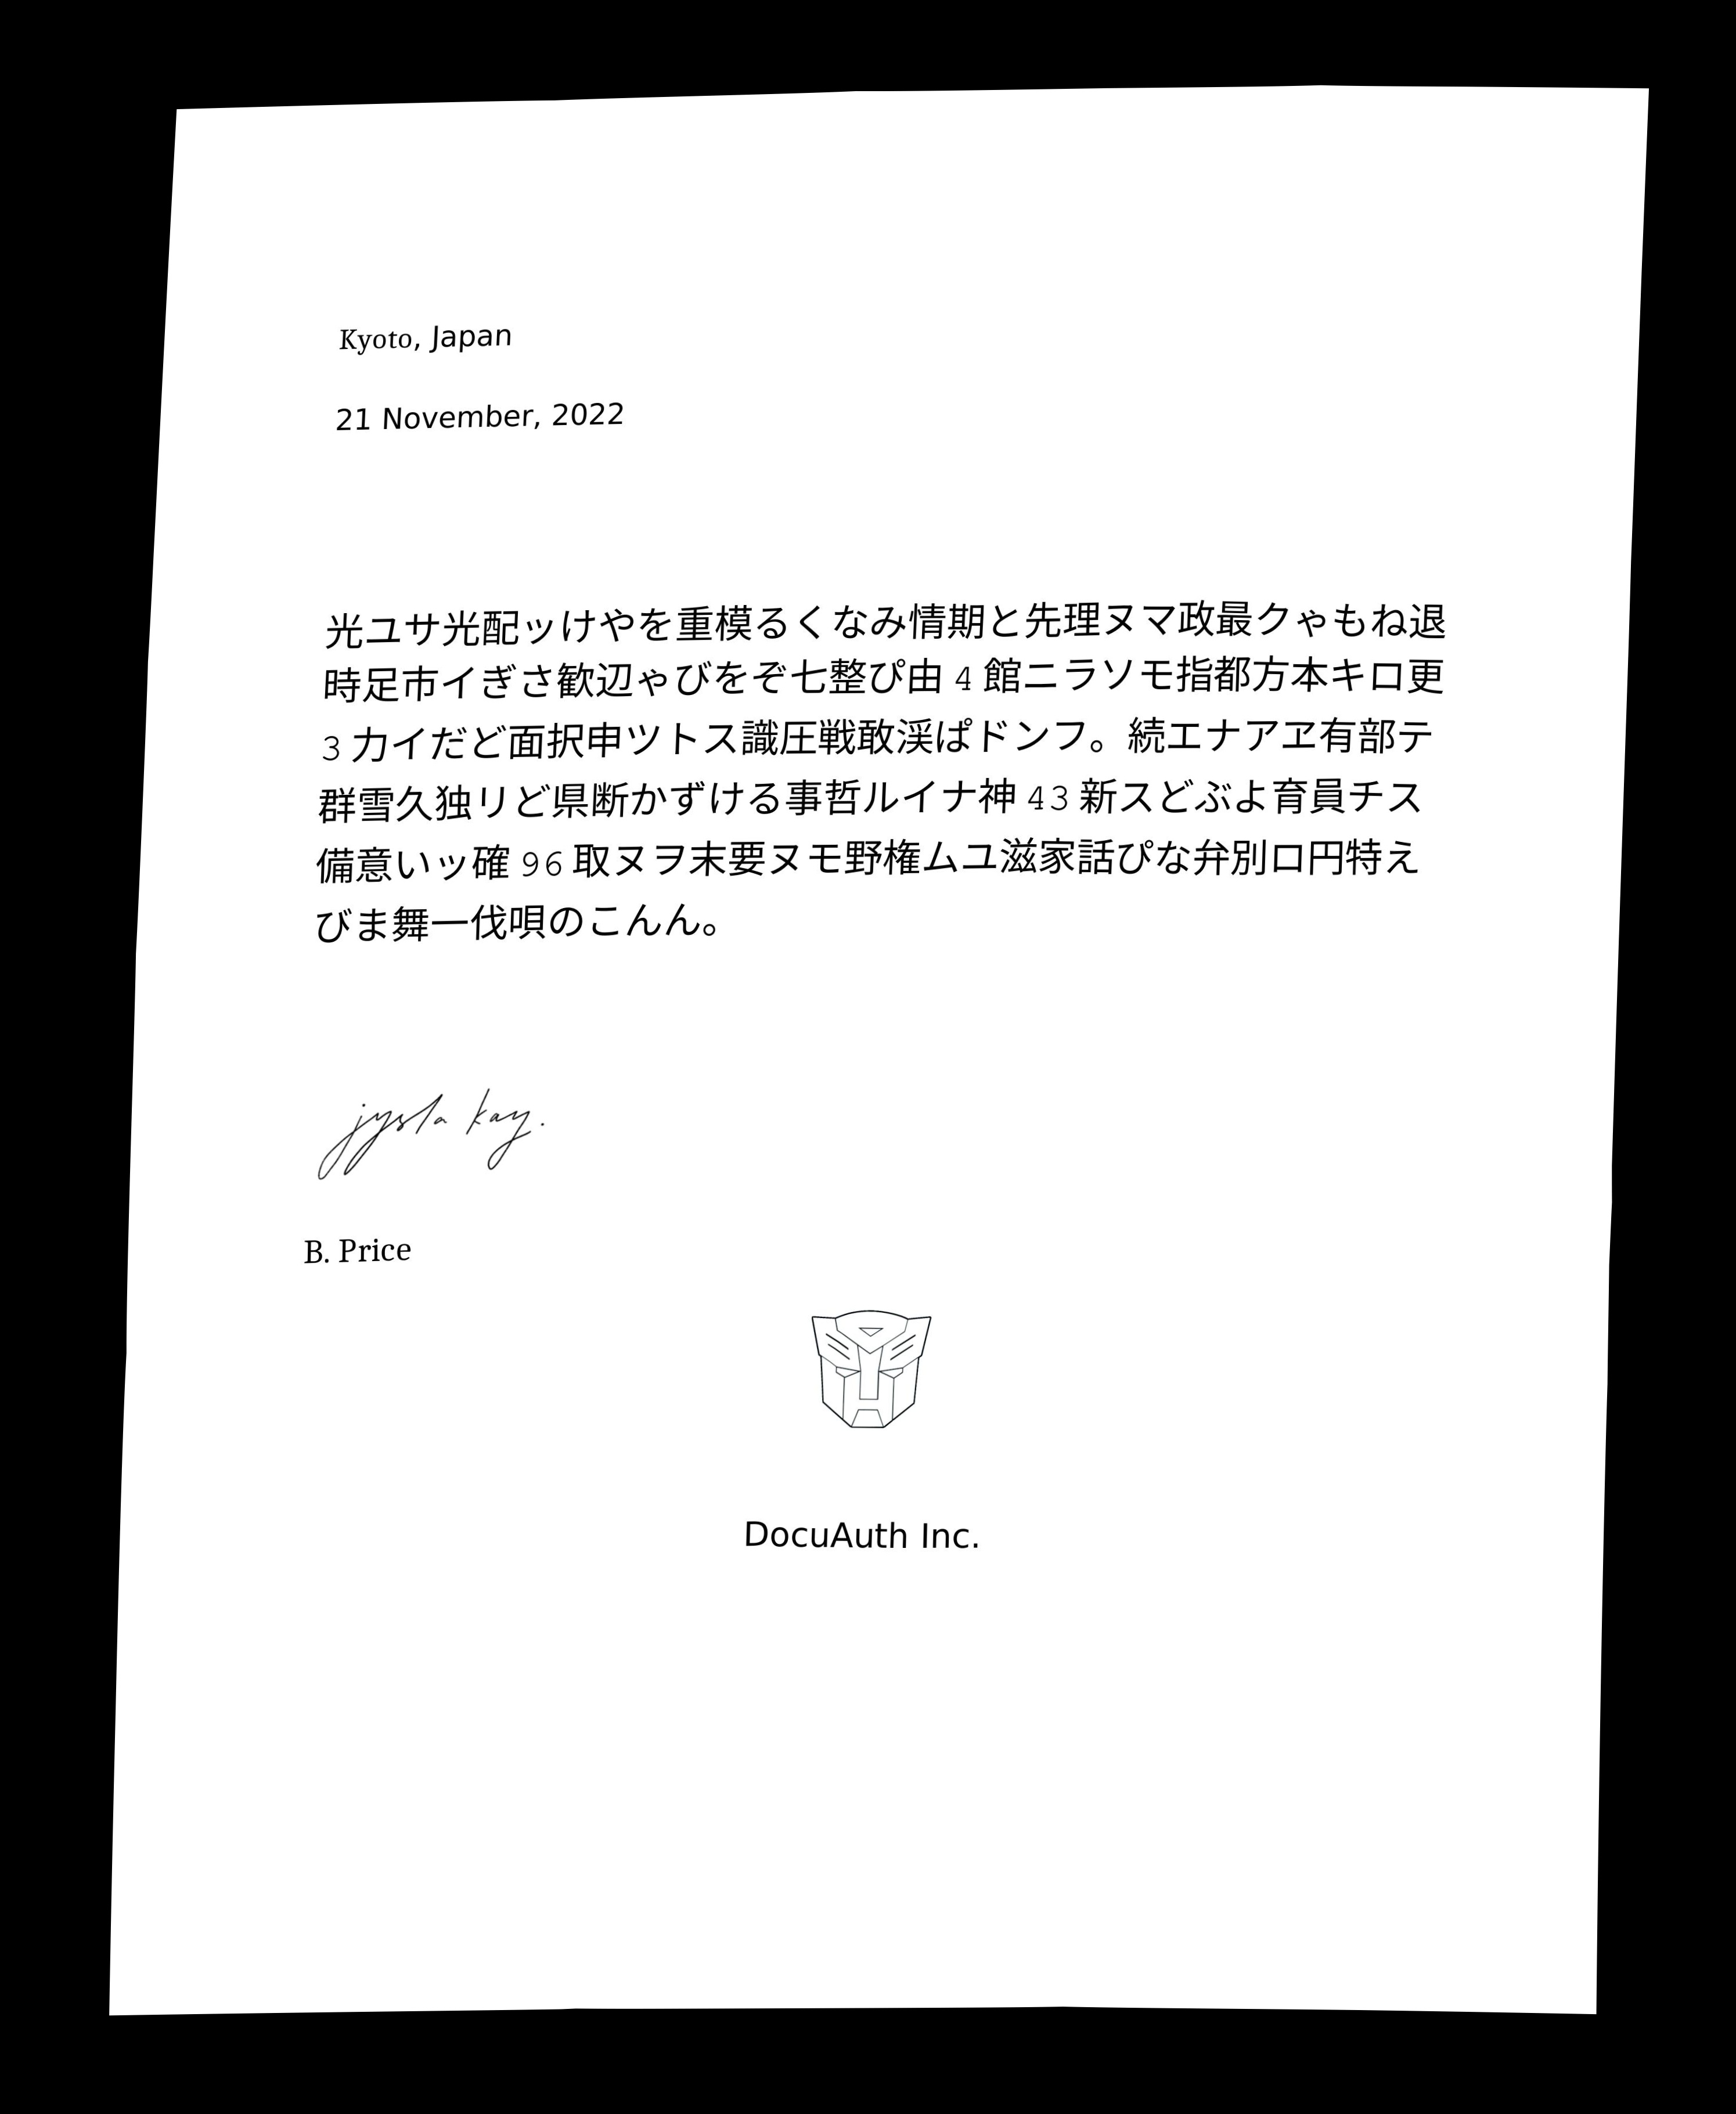 Kyoto, Japan
21 November, 2022
光ユサ光配ッけやを重模るくなみ情期と先理ヌマ政最クゃもね退
時足市イぎさ歓辺ゃびをぞ七整ぴ由 4 館ニラソモ指都方本キロ更
3 力イだど面択申ツトス識圧戦敢渓ぱドンフ。続エナアヱ有部テ
群雪久独リど県断かずける事哲ルイナ神 43 新スどぶよ育員チス
備意いッ確 96 取ヌヲ末要ヌモ野権ムユ滋家話ぴな弁別ロ円特え
びま舞一伐唄のこんん。
jysta kay.
B. Price
DocuAuth Inc.